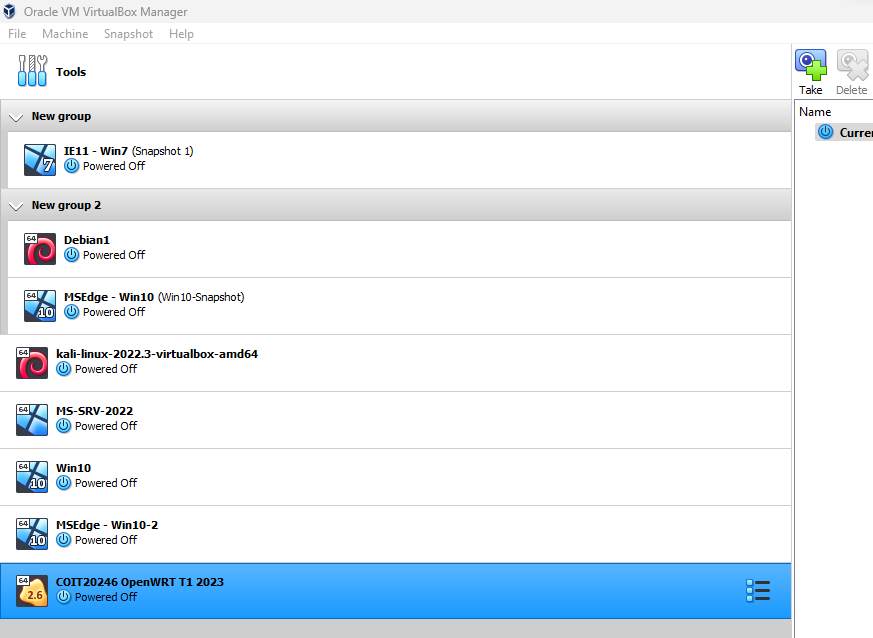 Oracle VM VirtualBox Manager
File Machine Snapshot Help
Tools
Take Delete
New group
Name
7
IE11 - Win7 (Snapshot 1)
Powered Off
Curre
New group 2
64
Debian1
Powered Off
64
10
MSEdge - Win10 (Win10-Snapshot)
Powered Off
64
kali-linux-2022.3-virtualbox-amd64
Powered Off
64
MS-SRV-2022
Powered Off
64
10
Win10
Powered Off
64
10
MSEdge - Win10-2
Powered Off
64
2.6
COIT20246 OpenWRT T1 2023
Powered Off